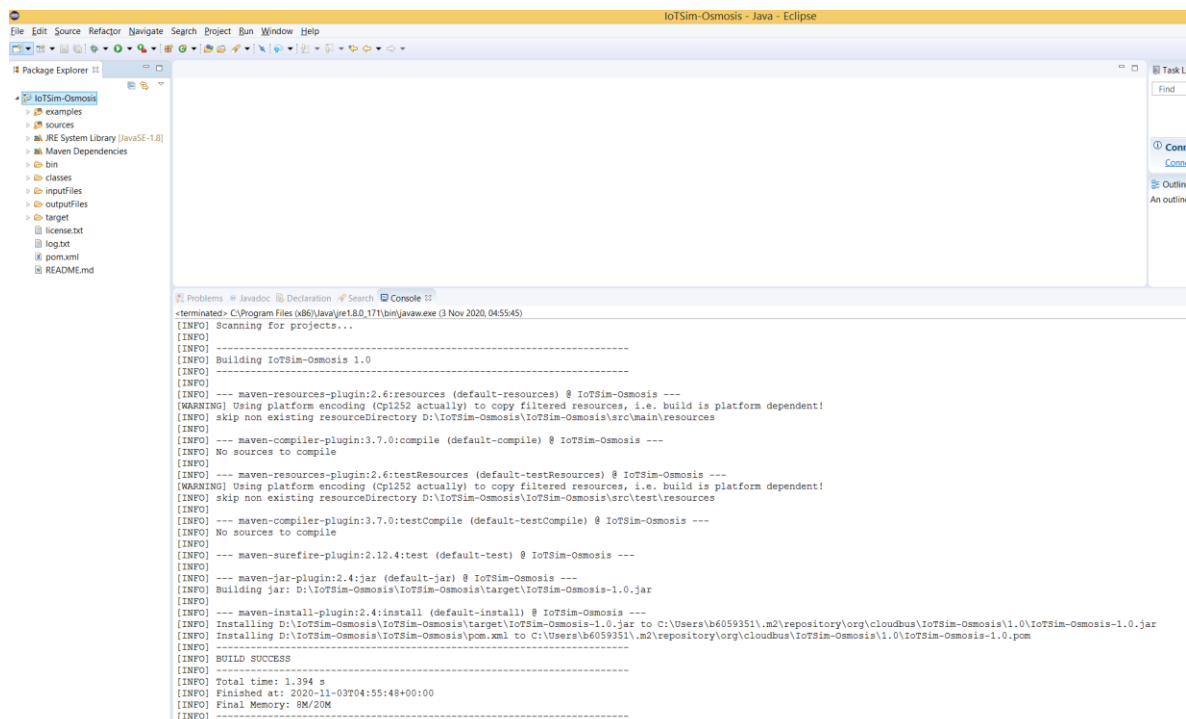 IoTSim-Osmosis - Java - Eclipse
File Edit Source Refactor Navigate Search Project Run Window Help
Package Explorer
IoTSim-Osmosis
examples
sources
JRE System Library [JavaSE-1.8]
Maven Dependencies
bin
classes
inputFiles
outputFiles
target
license.txt
log.txt
pom.xml
README.md
Task L
Find
Conn
Conne
Outlin
An outlin
Problems Javadoc Declaration Search Console
<terminated> C:\Program Files (x86)\Java\jre1.8.0_171\bin\javaw.exe (3 Nov 2020, 04:55:45)
[INFO] Scanning for projects...
[INFO]
[INFO] ------------------------------------------------------------------------
[INFO] Building IoTSim-Osmosis 1.0
[INFO] ------------------------------------------------------------------------
[INFO]
[INFO] --- maven-resources-plugin:2.6:resources (default-resources) @ IoTSim-Osmosis ---
[WARNING] Using platform encoding (Cp1252 actually) to copy filtered resources, i.e. build is platform dependent!
[INFO] skip non existing resourceDirectory D:\IoTSim-Osmosis\IoTSim-Osmosis\src\main\resources
[INFO]
[INFO] --- maven-compiler-plugin:3.7.0:compile (default-compile) @ IoTSim-Osmosis ---
[INFO] No sources to compile
[INFO]
[INFO] --- maven-resources-plugin:2.6:testResources (default-testResources) @ IoTSim-Osmosis ---
[WARNING] Using platform encoding (Cp1252 actually) to copy filtered resources, i.e. build is platform dependent!
[INFO] skip non existing resourceDirectory D:\IoTSim-Osmosis\IoTSim-Osmosis\src\test\resources
[INFO]
[INFO] --- maven-compiler-plugin:3.7.0:testCompile (default-testCompile) @ IoTSim-Osmosis ---
[INFO] No sources to compile
[INFO]
[INFO] --- maven-surefire-plugin:2.12.4:test (default-test) @ IoTSim-Osmosis ---
[INFO]
[INFO] --- maven-jar-plugin:2.4:jar (default-jar) @ IoTSim-Osmosis ---
[INFO] Building jar: D:\IoTSim-Osmosis\IoTSim-Osmosis\target\IoTSim-Osmosis-1.0.jar
[INFO]
[INFO] --- maven-install-plugin:2.4:install (default-install) @ IoTSim-Osmosis ---
[INFO] Installing D:\IoTSim-Osmosis\IoTSim-Osmosis\target\IoTSim-Osmosis-1.0.jar to C:\Users\b6059351\.m2\repository\org\cloudbus\IoTSim-Osmosis\1.0\IoTSim-Osmosis-1.0.jar
[INFO] Installing D:\IoTSim-Osmosis\IoTSim-Osmosis\pom.xml to C:\Users\b6059351\.m2\repository\org\cloudbus\IoTSim-Osmosis\1.0\IoTSim-Osmosis-1.0.pom
[INFO] ------------------------------------------------------------------------
[INFO] BUILD SUCCESS
[INFO] ------------------------------------------------------------------------
[INFO] Total time: 1.394 s
[INFO] Finished at: 2020-11-03T04:55:48+00:00
[INFO] Final Memory: 8M/20M
[INFO] ------------------------------------------------------------------------